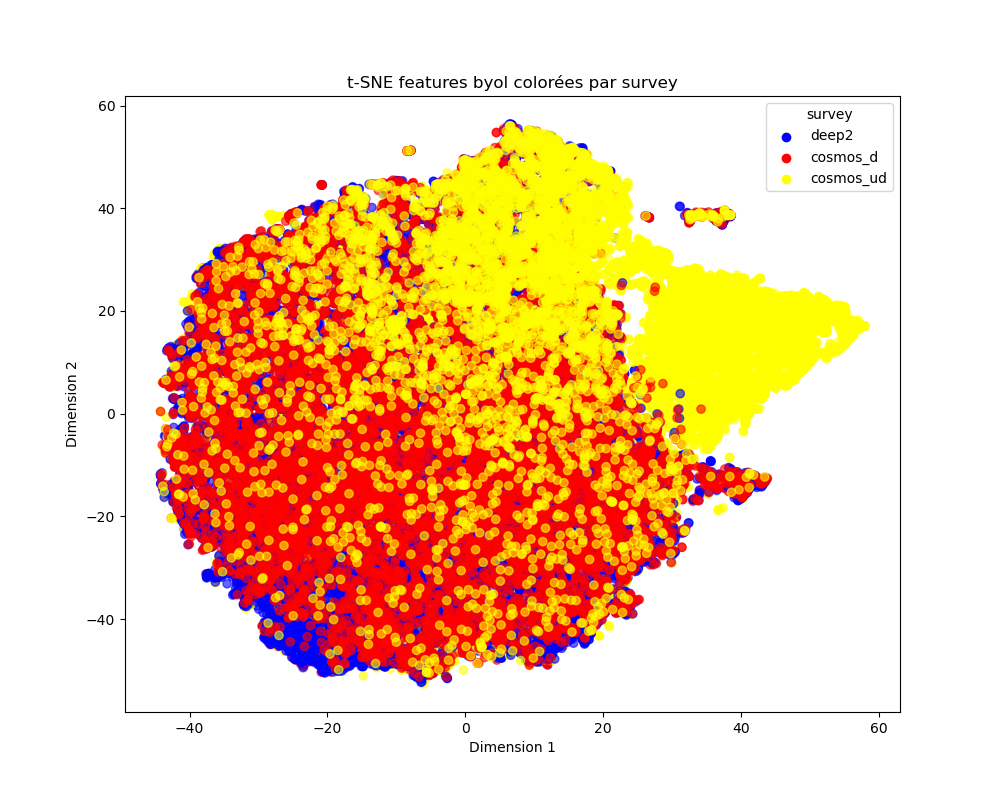 t-SNE features byol colorées par survey
survey
deep2
cosmos_d
cosmos_ud
60
40
20
0
−20
−40
Dimension 2
−40
−20
0
20
40
60
Dimension 1